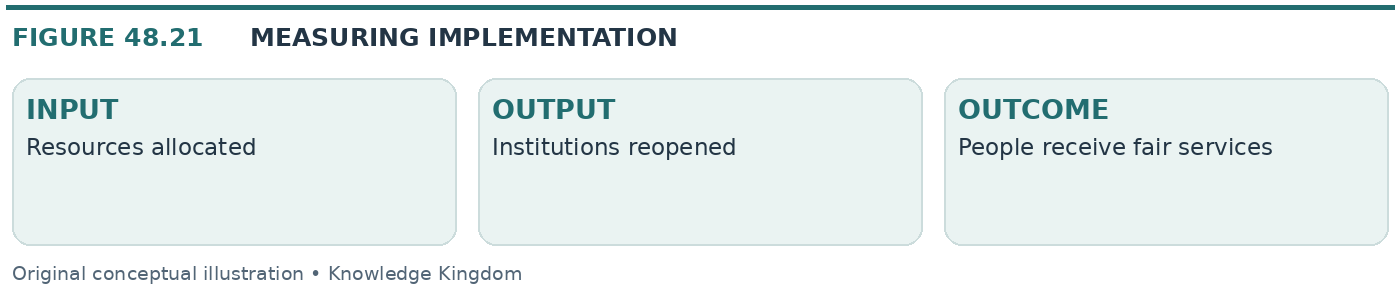 FIGURE 48.21 MEASURING IMPLEMENTATION
INPUT
Resources allocated
OUTPUT
Institutions reopened
OUTCOME
People receive fair services
Original conceptual illustration • Knowledge Kingdom